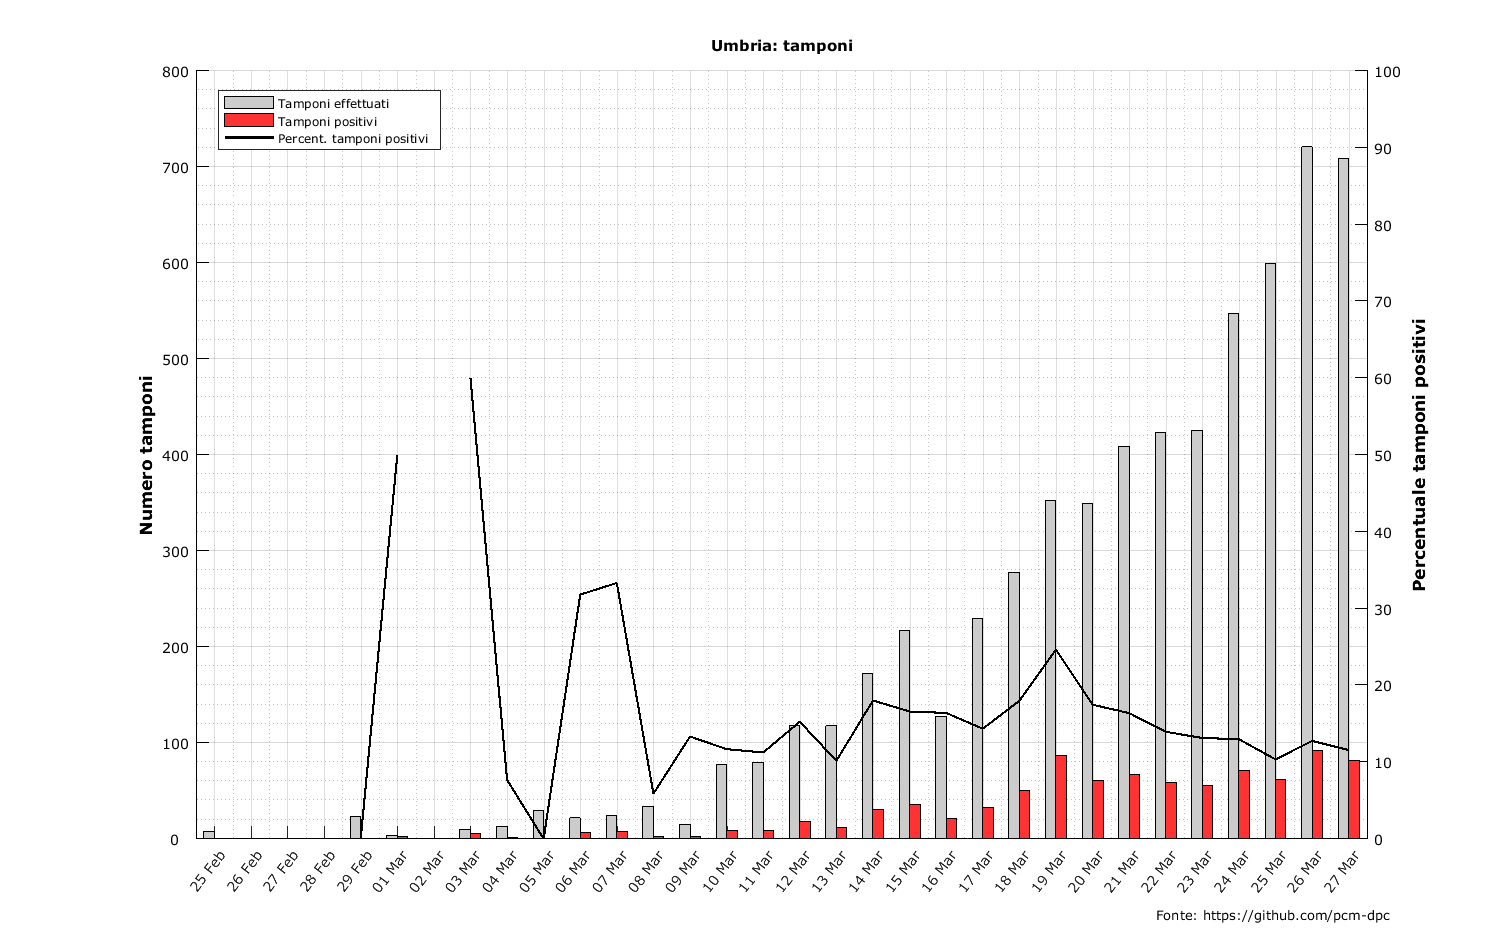 Umbria: tamponi
Tamponi effettuati
Tamponi positivi
Percent. tamponi positivi
Numero tamponi
800
700
600
500
400
300
200
100
0
100
90
80
70
60
50
40
30
20
10
0
Percentuale tamponi positivi
25 Feb
26 Feb
27 Feb
28 Feb
29 Feb
01 Mar
02 Mar
03 Mar
04 Mar
05 Mar
06 Mar
07 Mar
08 Mar
09 Mar
10 Mar
11 Mar
12 Mar
13 Mar
14 Mar
15 Mar
16 Mar
17 Mar
18 Mar
19 Mar
20 Mar
21 Mar
22 Mar
23 Mar
24 Mar
25 Mar
26 Mar
27 Mar
Fonte: https://github.com/pcm-dpc